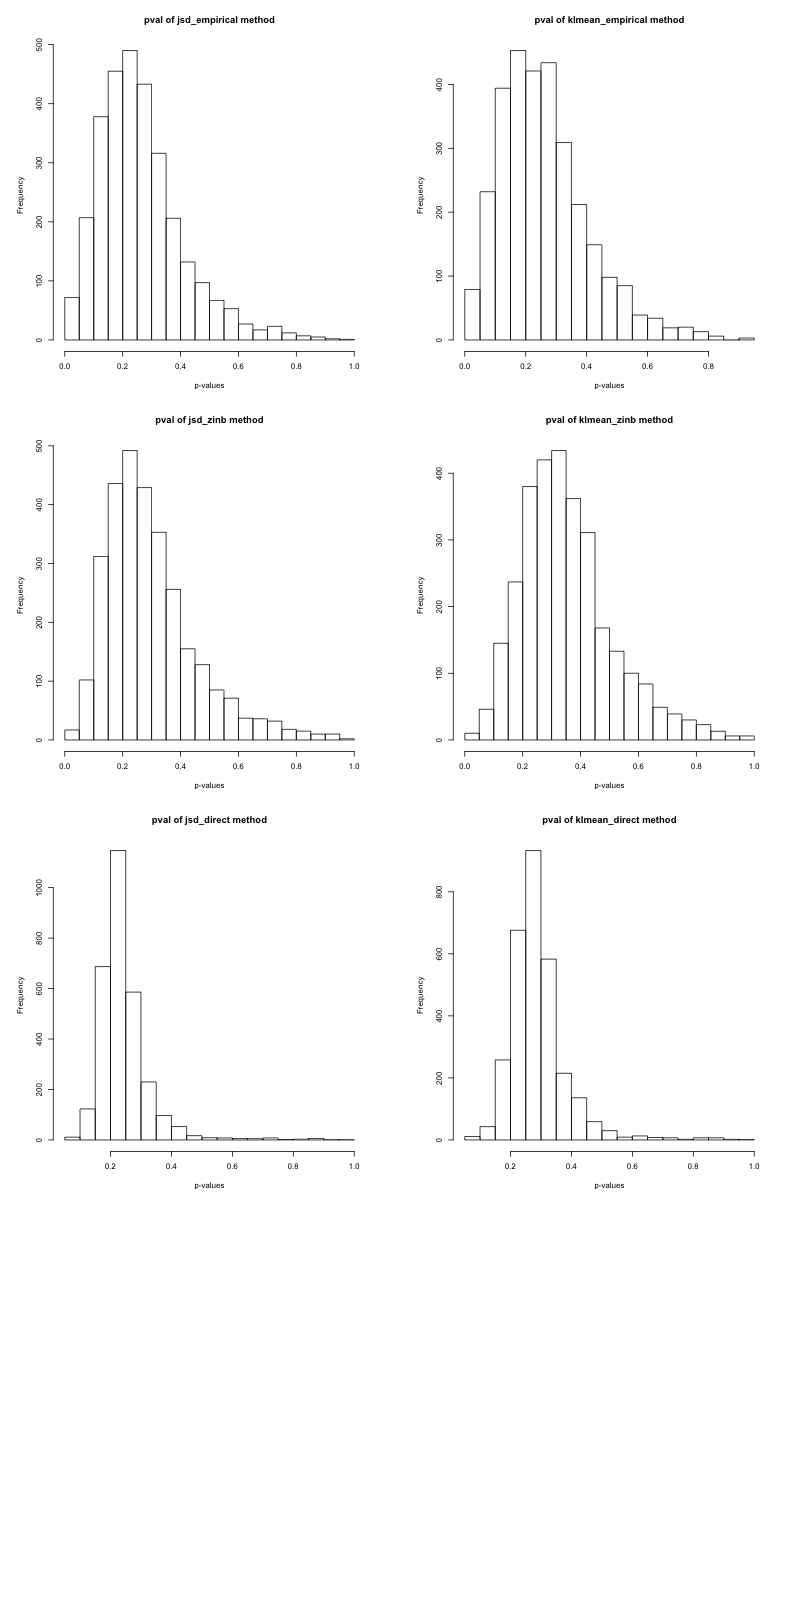 pval of jsd_empirical method
500
400
300
200
100
0
Frequency
0.0 0.2 0.4 0.6 0.8 1.0
p-values
pval of klmean_empirical method
400
300
200
100
0
Frequency
0.0 0.2 0.4 0.6 0.8
p-values
pval of jsd_zinb method
500
400
300
200
100
0
Frequency
0.0 0.2 0.4 0.6 0.8 1.0
p-values
pval of klmean_zinb method
400
300
200
100
0
Frequency
0.0 0.2 0.4 0.6 0.8 1.0
p-values
pval of jsd_direct method
1000
800
600
400
200
0
Frequency
0.2 0.4 0.6 0.8 1.0
p-values
pval of klmean_direct method
800
600
400
200
0
Frequency
0.2 0.4 0.6 0.8 1.0
p-values